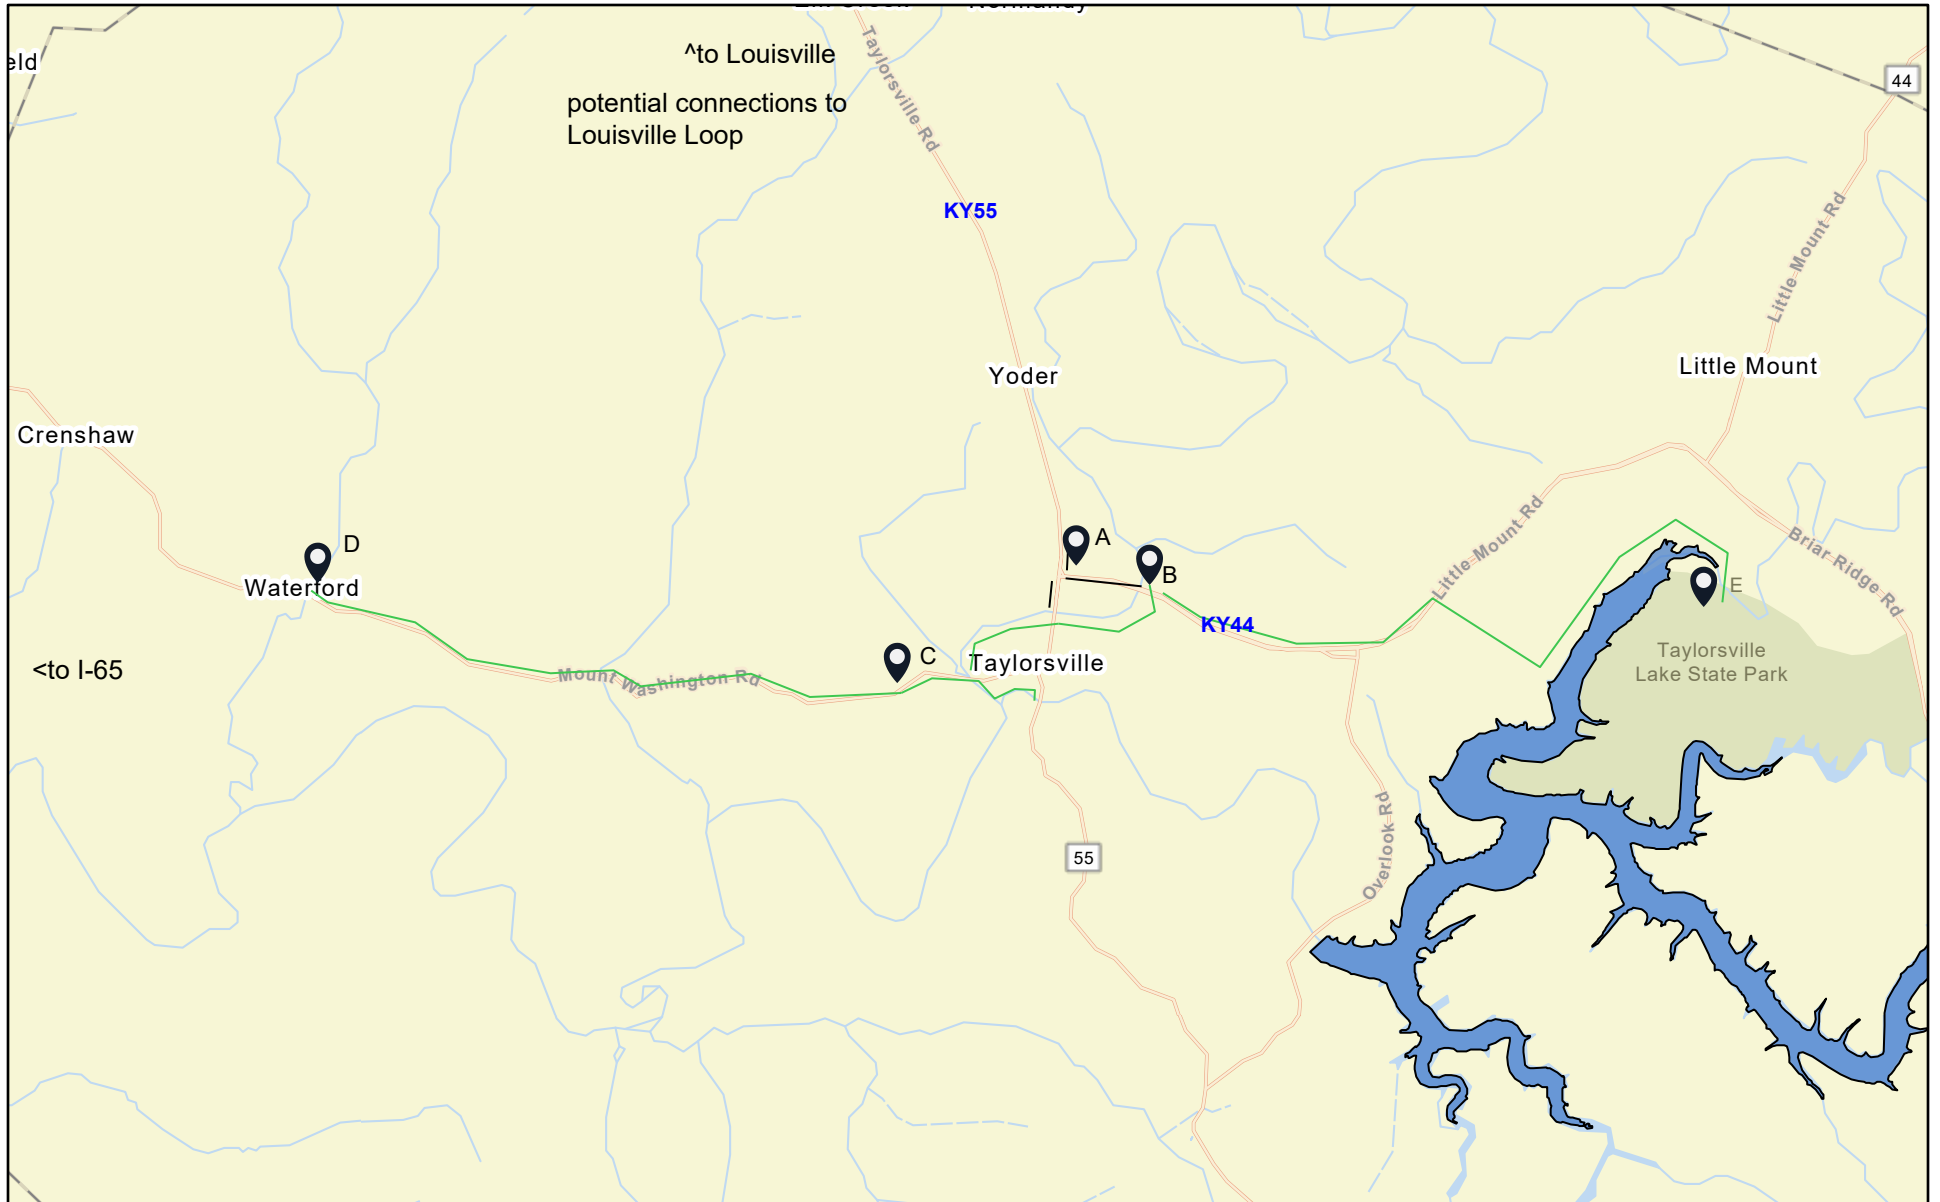 ^to Louisville
Taylorsville Rd
eld
44
potential connections to
Louisville Loop
KY55
Little Mount Rd
Yoder
Little Mount
Crenshaw
Little Mount Rd
A
D
B
Briar Ridge Rd
Waterford
E
KY44
<to I-65
C
Taylorsville
Taylorsville
Lake State Park
Mount Washington Rd
Overlook Rd
55